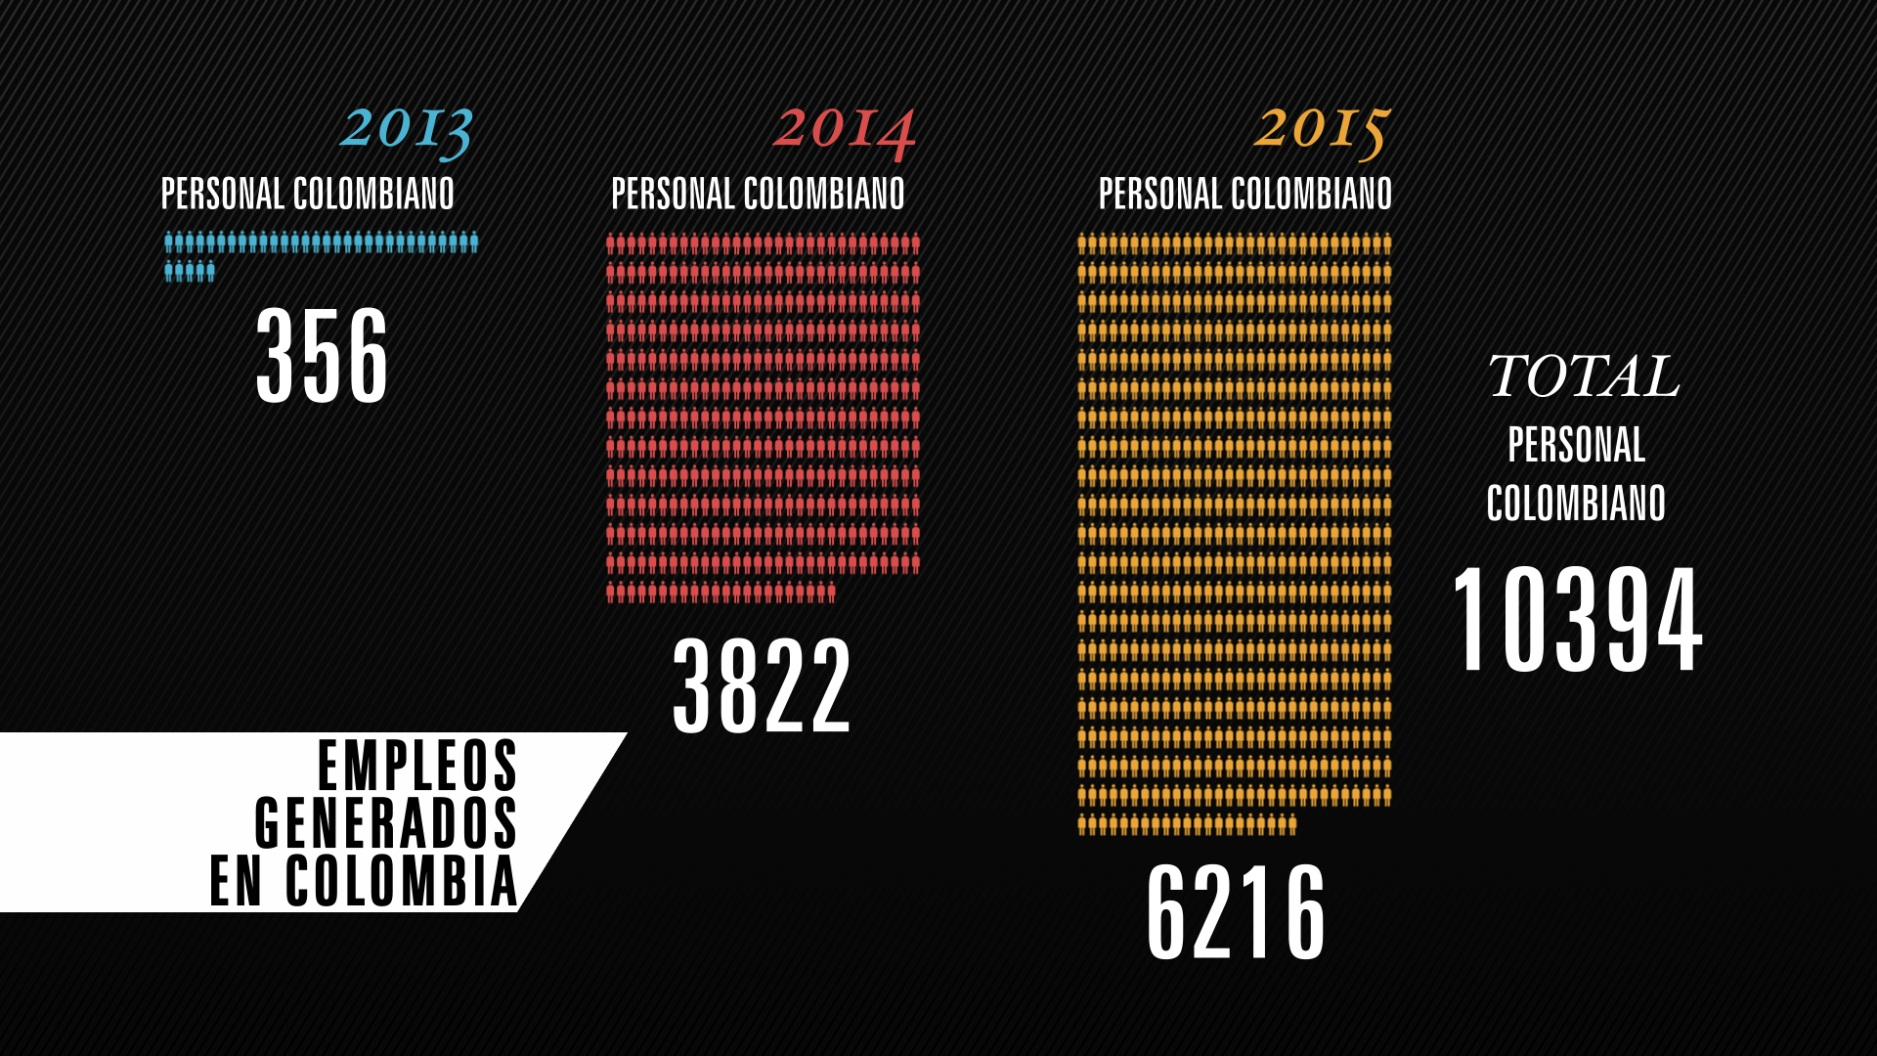 2013
PERSONAL COLOMBIANO
356
2014
PERSONAL COLOMBIANO
3822
2015
PERSONAL COLOMBIANO
6216
TOTAL
PERSONAL
COLOMBIANO
10394
EMPLEOS
GENERADOS
EN COLOMBIA